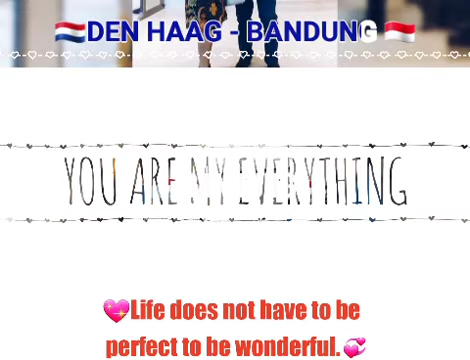 🇳🇱DEN HAAG - BANDUNG 🇮🇩
YOU ARE MY EVERYTHING
💖Life does not have to be
perfect to be wonderful.💞